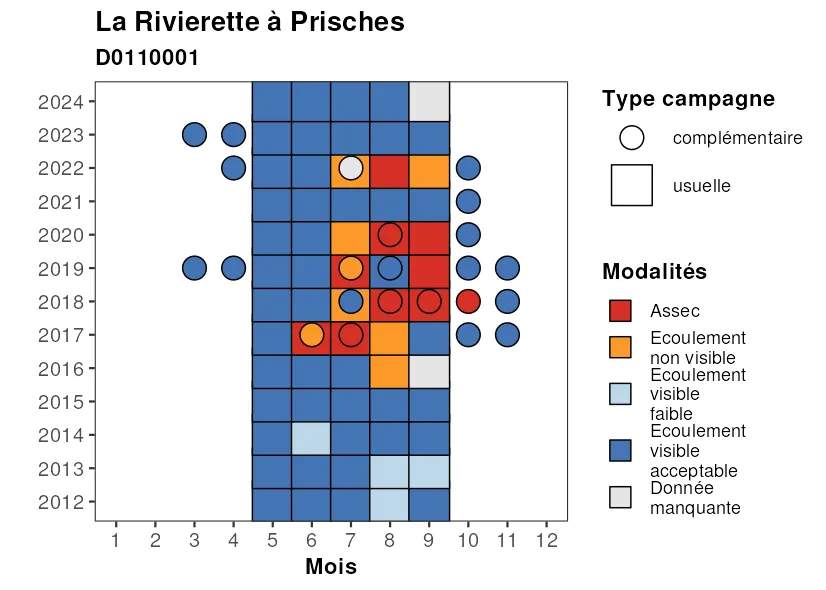 La Rivierette à Prisches
D0110001
2024
2023
2022
2021
2020
2019
2018
2017
2016
2015
2014
2013
2012
1 2 3 4 5 6 7 8 9 10 11 12
Mois
Type campagne
complémentaire
usuelle
Modalités
Assec
Ecoulement
non visible
Ecoulement
visible
faible
Ecoulement
visible
acceptable
Donnée
manquante